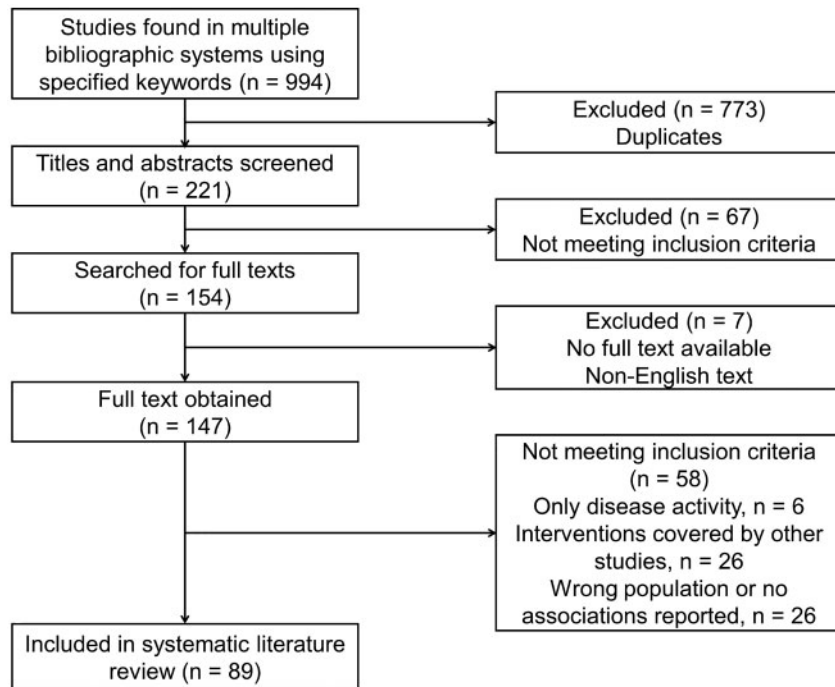 Studies found in multiple
bibliographic systems using
specified keywords (n = 994)
Excluded (n = 773)
Duplicates
Titles and abstracts screened
(n = 221)
Excluded (n = 67)
Not meeting inclusion criteria
Searched for full texts
(n = 154)
Excluded (n = 7)
No full text available
Non-English text
Full text obtained
(n = 147)
Not meeting inclusion criteria
(n = 58)
Only disease activity, n = 6
Interventions covered by other
studies, n = 26
Wrong population or no
associations reported, n = 26
Included in systematic literature
review (n = 89)